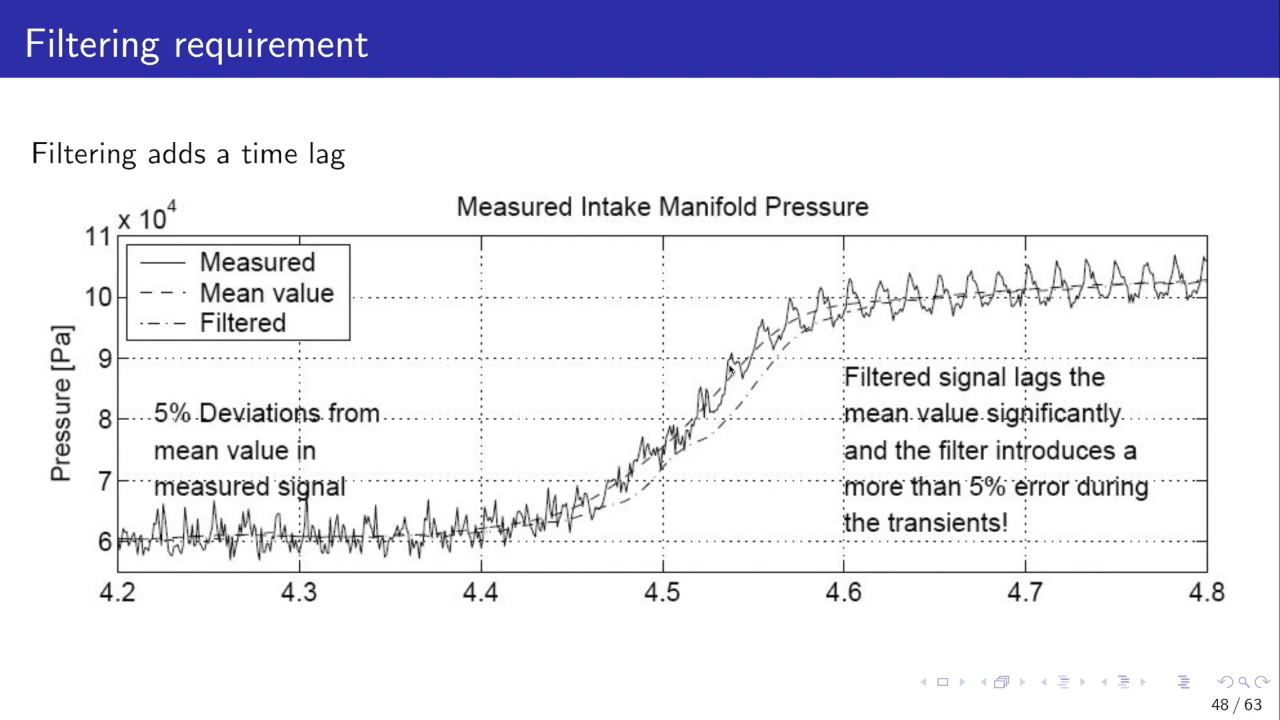 Filtering requirement
Filtering adds a time lag
Measured Intake Manifold Pressure
x 10^4
Pressure [Pa]
11
10
9
8
7
6
Measured
Mean value
Filtered
5% Deviations from
mean value in
measured signal
Filtered signal lags the
mean value significantly
and the filter introduces a
more than 5% error during
the transients!
4.2 4.3 4.4 4.5 4.6 4.7 4.8
48 / 63